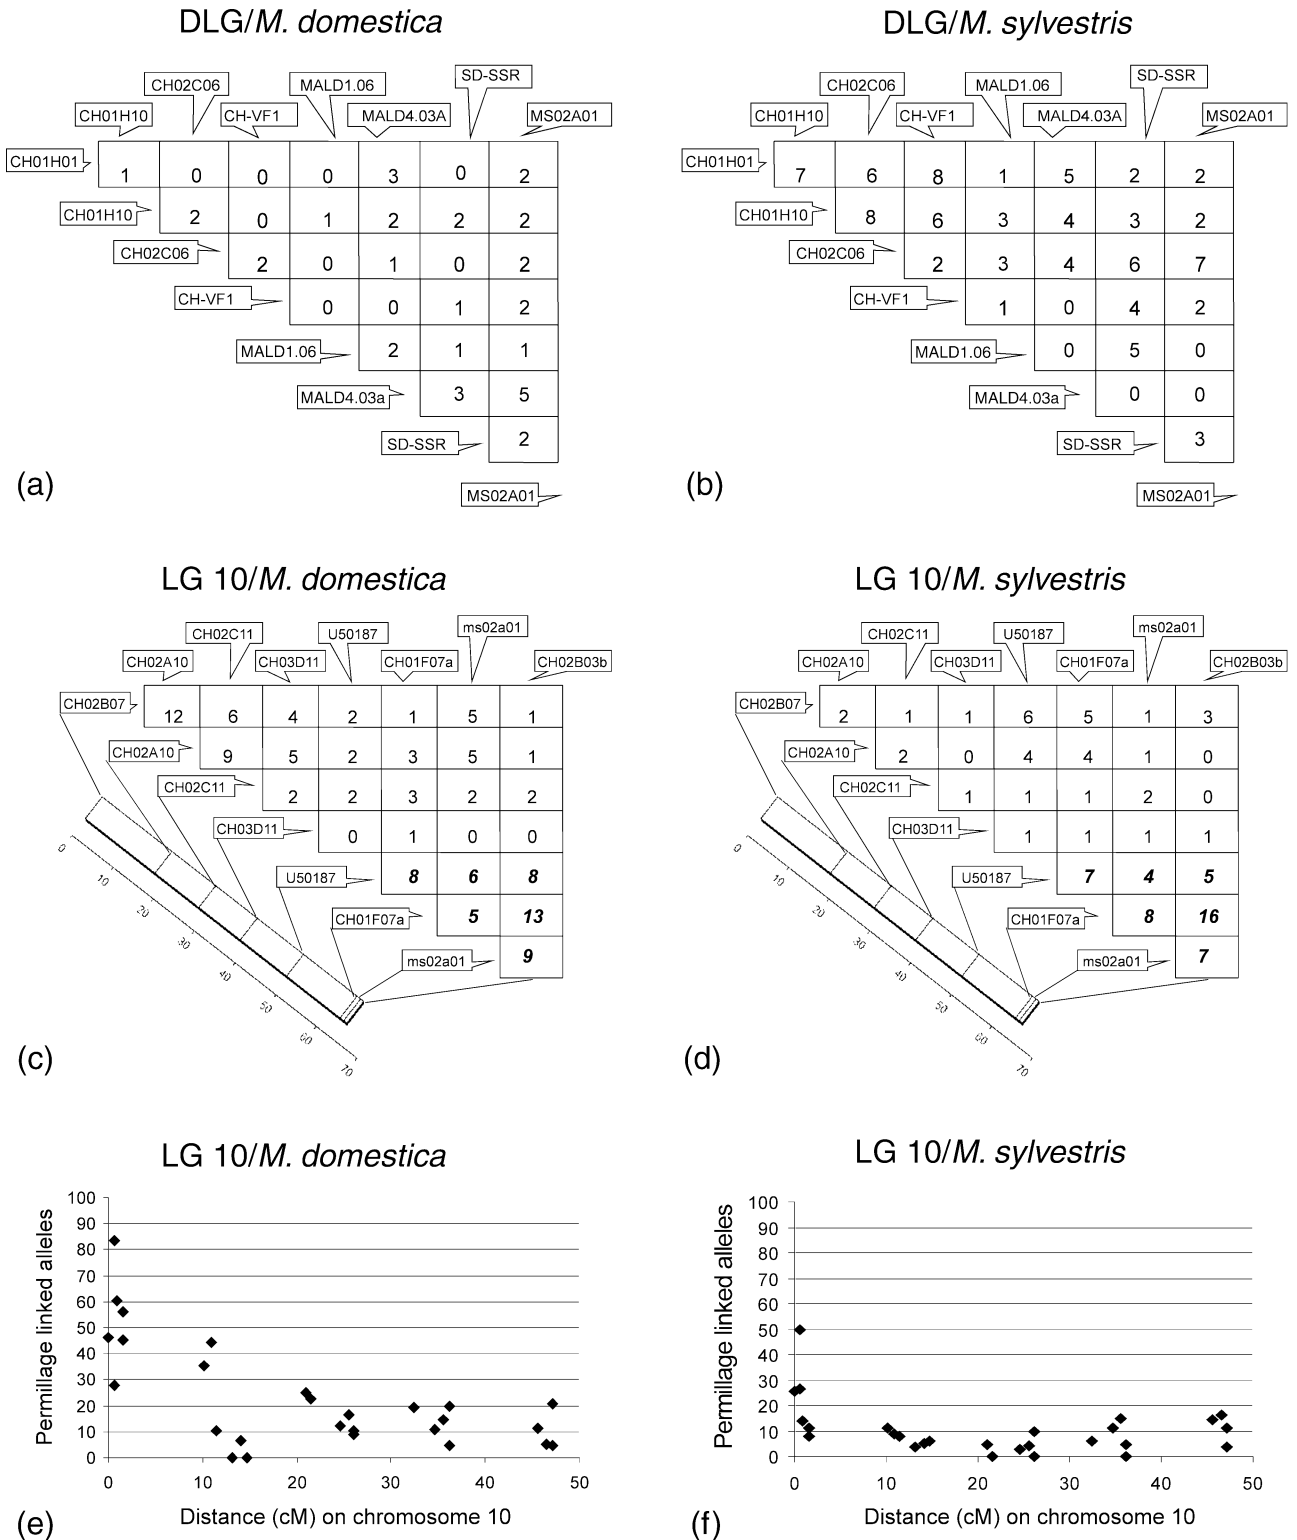 DLG/M. domestica
DLG/M. sylvestris
SD-SSR
CH02C06
MALD1.06
CH01H10
CH-VF1
MALD4.03A
MS02A01
CH01H01
1 0 0 0 3 0 2
CH01H10
2 0 1 2 2 2
CH02C06
2 0 1 0 2
CH-VF1
0 0 1 2
MALD1.06
2 1 1
MALD4.03a
3 5
SD-SSR
2
(a)
MS02A01
SD-SSR
CH02C06
MALD1.06
CH01H10
CH-VF1
MALD4.03A
MS02A01
CH01H01
7 6 8 1 5 2 2
CH01H10
8 6 3 4 3 2
CH02C06
2 3 4 6 7
CH-VF1
1 0 4 2
MALD1.06
0 5 0
MALD4.03a
0 0
SD-SSR
3
(b)
MS02A01
LG 10/M. domestica
LG 10/M. sylvestris
ms02a01
CH02C11
U50187
CH02A10
CH03D11
CH01F07a
CH02B03b
CH02B07
12 6 4 2 1 5 1
CH02A10
9 5 2 3 5 1
CH02C11
2 2 3 2 2
CH03D11
0 1 0 0
U50187
8 6 8
CH01F07a
5 13
ms02a01
9
0 10 20 30 40 50 60 70
(c)
ms02a01
CH02C11
U50187
CH02A10
CH03D11
CH01F07a
CH02B03b
CH02B07
2 1 1 6 5 1 3
CH02A10
2 0 4 4 1 0
CH02C11
1 1 1 2 0
CH03D11
1 1 1 1
U50187
7 4 5
CH01F07a
8 16
ms02a01
7
0 10 20 30 40 50 60 70
(d)
LG 10/M. domestica
Permillage linked alleles
100
90
80
70
60
50
40
30
20
10
0
0 10 20 30 40 50
Distance (cM) on chromosome 10
(e)
LG 10/M. sylvestris
Permillage linked alleles
100
90
80
70
60
50
40
30
20
10
0
0 10 20 30 40 50
Distance (cM) on chromosome 10
(f)